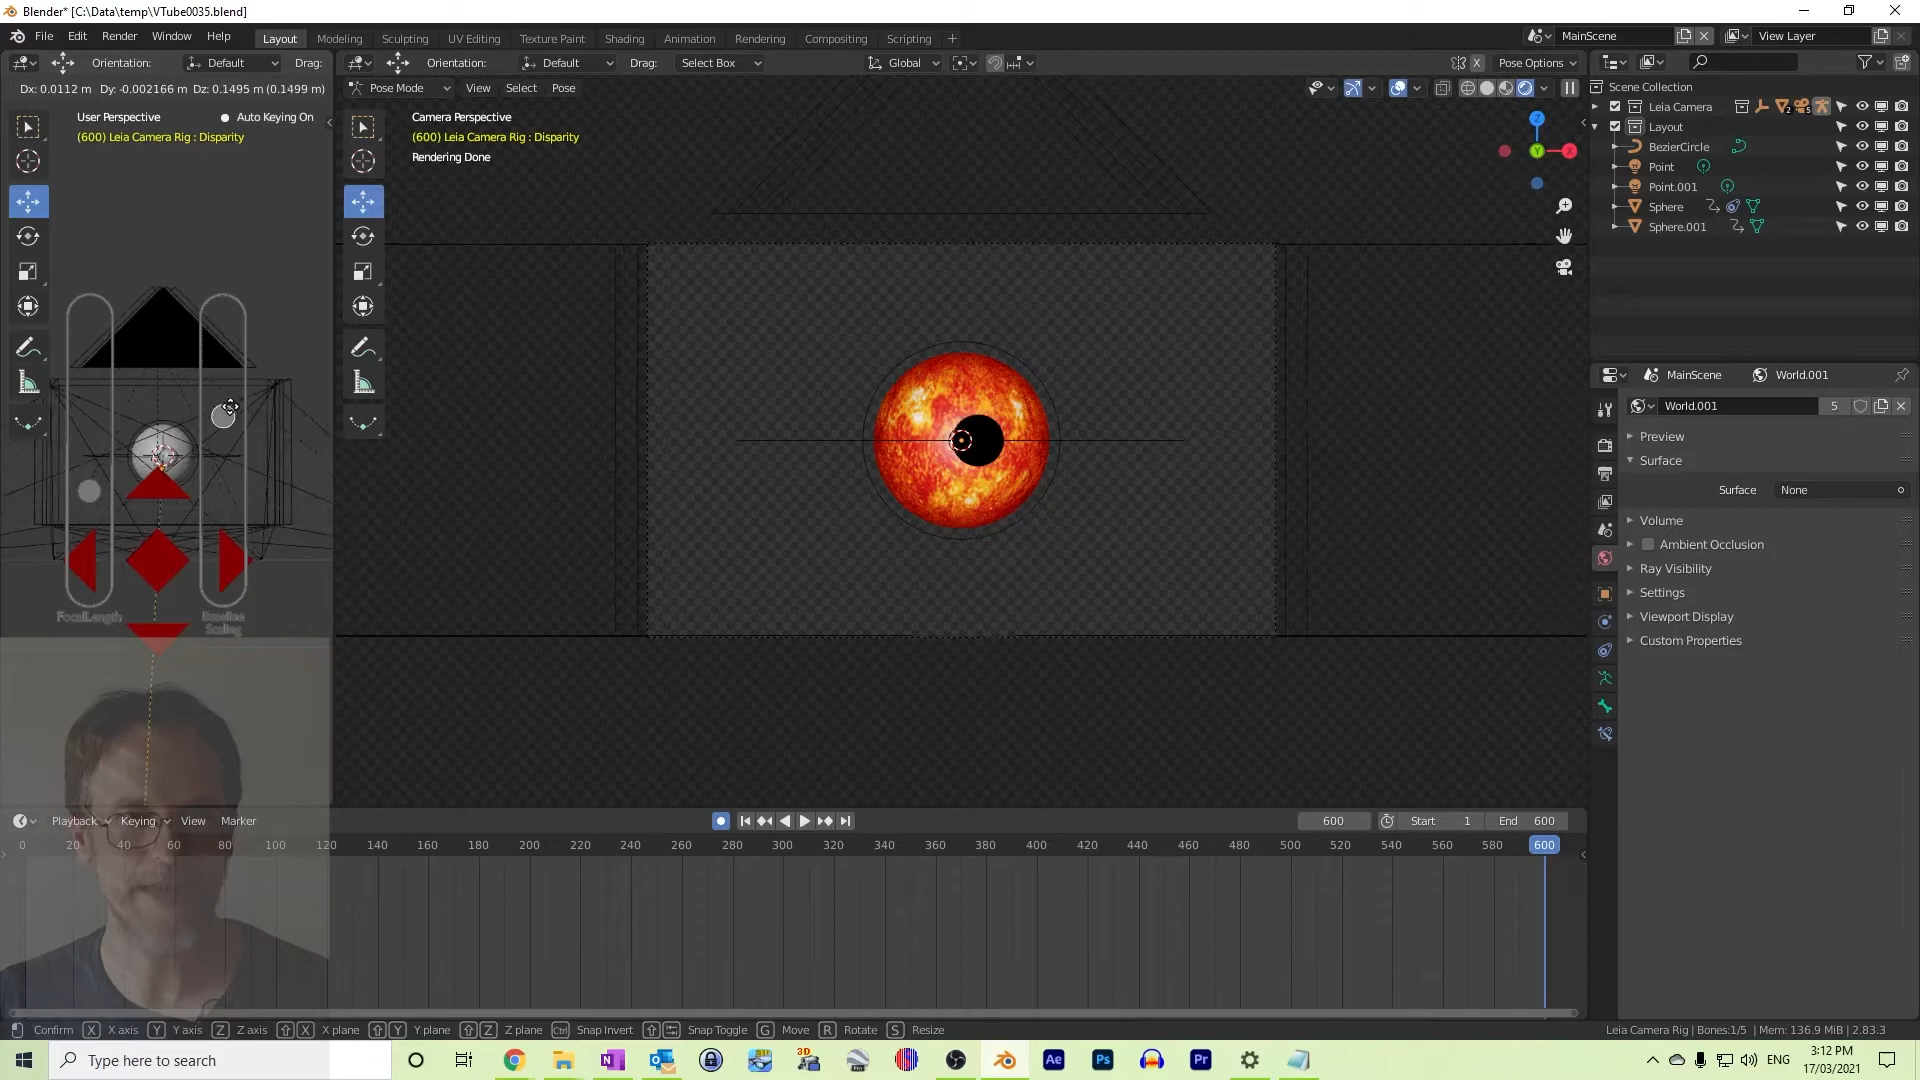 Blender* [C:\Data\temp\VTube0035.blend]
File Edit Render Window Help Layout Modeling Sculpting UV Editing Texture Paint Shading Animation Rendering Compositing Scripting + MainScene View Layer
Orientation: Default Drag: Orientation: Default Drag: Select Box Global X Pose Options
Dx: 0.0112 m Dy: -0.002166 m Dz: 0.1495 m (0.1499 m) Pose Mode View Select Pose
Scene Collection
Leia Camera
Layout
BezierCircle
Point
Point.001
Sphere
Sphere.001
User Perspective Auto Keying On
(600) Leia Camera Rig : Disparity
Camera Perspective
(600) Leia Camera Rig : Disparity
Rendering Done
Z
Y
X
FocalLength
Baseline
Scaling
MainScene World.001
World.001 5
Preview
Surface
Surface None
Volume
Ambient Occlusion
Ray Visibility
Settings
Viewport Display
Custom Properties
Playback Keying View Marker 600 Start 1 End 600
0 20 40 60 80 100 120 140 160 180 200 220 240 260 280 300 320 340 360 380 400 420 440 460 480 500 520 540 560 580 600
Confirm X X axis Y Y axis Z Z axis X X plane Y Y plane Z Z plane Ctrl Snap Invert Snap Toggle G Move R Rotate S Resize Leia Camera Rig | Bones:1/5 | Mem: 136.9 MiB | 2.83.3
Type here to search N 3D Pro Ae Ps Pr ENG 3:12 PM
17/03/2021